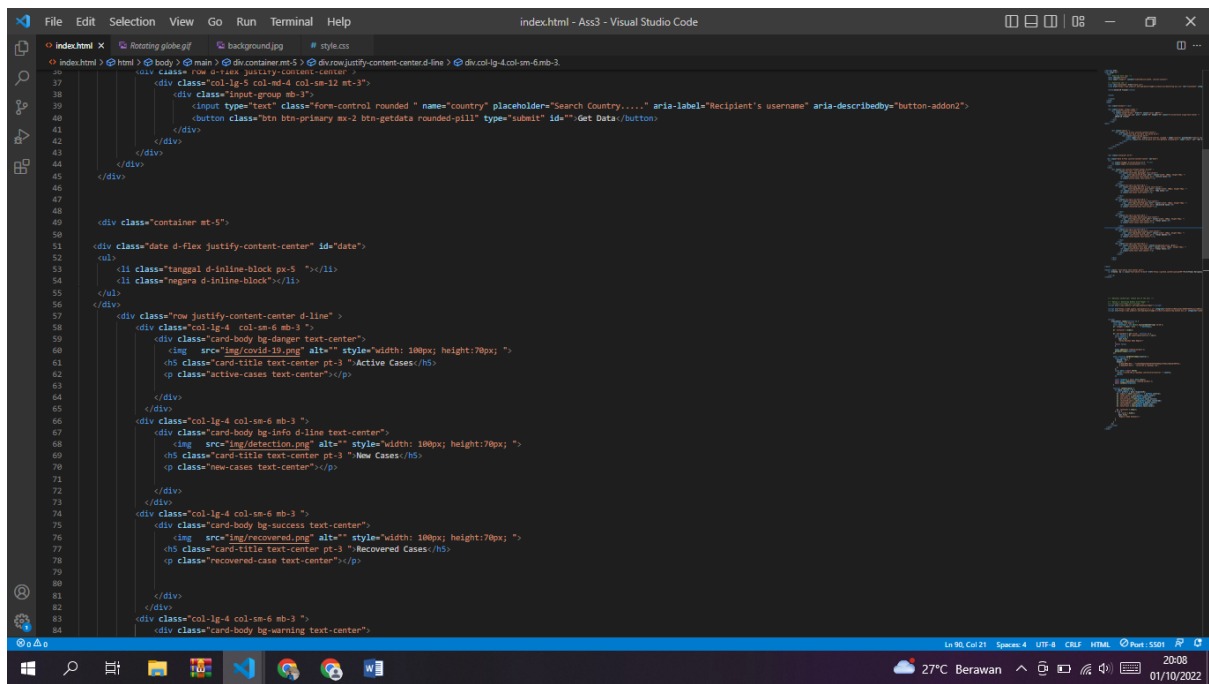 File Edit Selection View Go Run Terminal Help index.html - Ass3 - Visual Studio Code
index.html Rotating globe.gif background.jpg # style.css
index.html > html > body > main > div.container.mt-5 > div.row.justify-content-center.d-line > div.col-lg-4.col-sm-6.mb-3.
36 <div class="row d-flex justify-content-center">
37 <div class="col-lg-5 col-md-4 col-sm-12 mt-3">
38 <div class="input-group mb-3">
39 <input type="text" class="form-control rounded " name="country" placeholder="Search Country....." aria-label="Recipient's username" aria-describedby="button-addon2">
40 <button class="btn btn-primary mx-2 btn-getdata rounded-pill" type="submit" id="">Get Data</button>
41 </div>
42 </div>
43 </div>
44 </div>
45 </div>
46
47
48
49 <div class="container mt-5">
50
51 <div class="date d-flex justify-content-center" id="date">
52 <ul>
53 <li class="tanggal d-inline-block px-5  "></li>
54 <li class="negara d-inline-block"></li>
55 </ul>
56 </div>
57 <div class="row justify-content-center d-line" >
58 <div class="col-lg-4  col-sm-6 mb-3 ">
59 <div class="card-body bg-danger text-center">
60 <img  src="img/covid-19.png" alt="" style="width: 100px; height:70px; ">
61 <h5 class="card-title text-center pt-3 ">Active Cases</h5>
62 <p class="active-cases text-center"></p>
63
64 </div>
65 </div>
66 <div class="col-lg-4 col-sm-6 mb-3 ">
67 <div class="card-body bg-info d-line text-center">
68 <img  src="img/detection.png" alt="" style="width: 100px; height:70px; ">
69 <h5 class="card-title text-center pt-3 ">New Cases</h5>
70 <p class="new-cases text-center"></p>
71
72 </div>
73 </div>
74 <div class="col-lg-4 col-sm-6 mb-3 ">
75 <div class="card-body bg-success text-center">
76 <img  src="img/recovered.png" alt="" style="width: 100px; height:70px; ">
77 <h5 class="card-title text-center pt-3 ">Recovered Cases</h5>
78 <p class="recovered-case text-center"></p>
79
80
81 </div>
82 </div>
83 <div class="col-lg-4 col-sm-6 mb-3 ">
84 <div class="card-body bg-warning text-center">
0 0 Ln 90, Col 21 Spaces: 4 UTF-8 CRLF HTML Port : 5501
27°C Berawan 20:08
01/10/2022